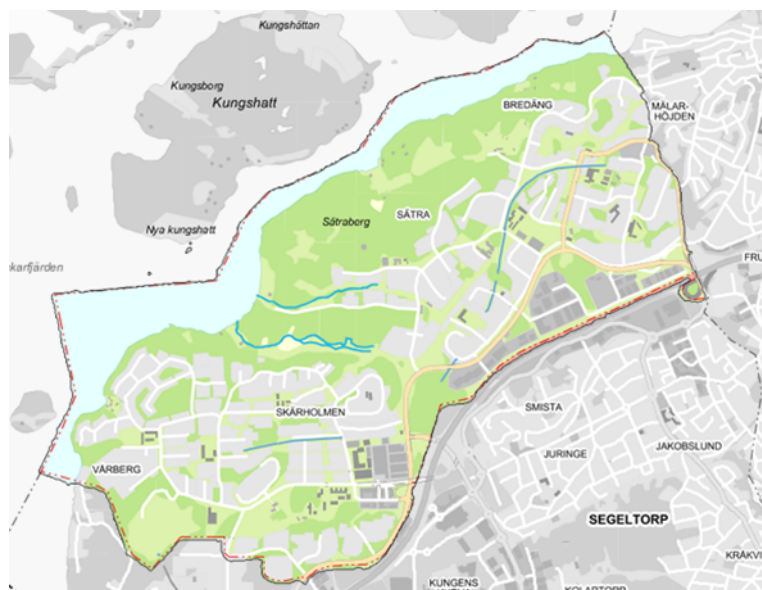 Kungshättan
Kungsborg
Kungshatt
BREDÄNG
MÄLAR-
HÖJDEN
SÄTRA
Sätraberg
Nya kungshatt
karfjärden
FRU
SKÄRHOLMEN
SMISTA
VÅRBERG
JURINGE
JAKOBSLUND
SEGELTORP
KRÅKVI
KUNGENS
KOLARTORP